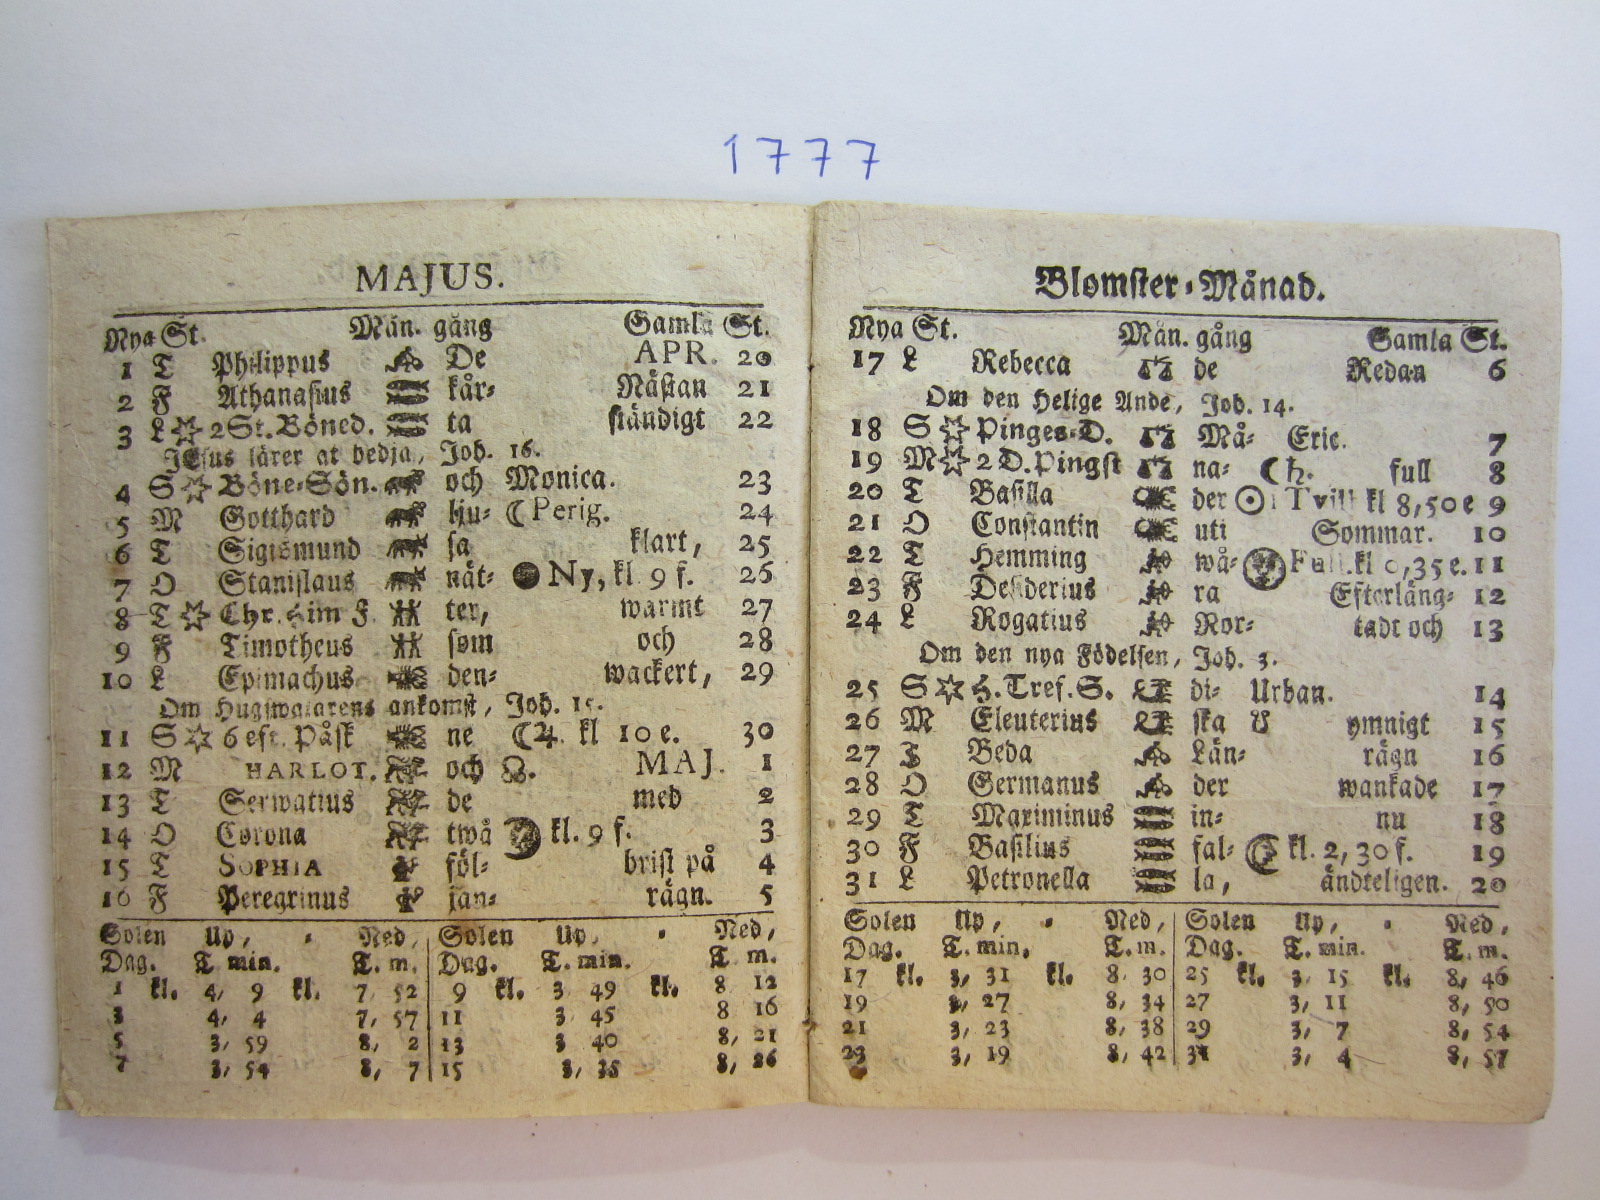 1777
MAJUS.
Nya St. Mån. gång Gamla St.
1 T Philippus De APR. 20
2 F Athanasius kår- Nästan 21
3 L 2 St. Böned. ta ständigt 22
JEsus lärer at bedja, Joh. 16.
4 S Böne-Sön. och Monica. 23
5 M Gotthard lju- ☾ Perig. 24
6 T Sigismund sa klart, 25
7 O Stanislaus nät- ● Ny, kl 9 f. 26
8 T Chr. Him F. ter, warmt 27
9 F Timotheus som och 28
10 L Epimachus den- wackert, 29
Om Hugswalarens ankomst, Joh. 15.
11 S 6 eft. Påsk ne ☾ ♃ kl 10 e. 30
12 M HARLOT. och ☊. MAJ. 1
13 T Serwatius de med 2
14 O Corona twå kl. 9 f. 3
15 T SOPHIA föl- brist på 4
16 F Peregrinus jan- rägn. 5
Solen Up, Ned, Solen Up, Ned,
Dag. T. min. T. m. Dag. T. min. T. m.
1 kl. 4, 9 kl. 7, 52 9 kl. 3 49 kl. 8 12
3 4, 4 7, 57 11 3 45 8 16
5 3, 59 8, 2 13 3 40 8, 21
7 3, 54 8, 7 15 3, 35 8, 26
Blomster-Månad.
Nya St. Mån. gång Gamla St.
17 L Rebecca de Redan 6
Om den Helige Ande, Joh. 14.
18 S Pinges-D. Må- Eric. 7
19 M 2 D. Pingst na- ☾ ♄. full 8
20 T Basilla der ☉ i Tvill kl 8,50 e 9
21 O Constantin uti Sommar. 10
22 T Hemming wå- Full. kl 0,35 e. 11
23 F Desiderius ra Efterläng- 12
24 L Rogatius Nor- tadt och 13
Om den nya Födelsen, Joh. 3.
25 S H. Tref. S. di- Urban. 14
26 M Eleuterius ska ☋ ymnigt 15
27 T Beda Län- rägn 16
28 O Germanus der wankade 17
29 T Maximinus in- nu 18
30 F Basilius fal- kl. 2, 30 f. 19
31 L Petronella la, ändteligen. 20
Solen Up, Ned, Solen Up, Ned,
Dag. T. min. T. m. Dag. T. min. T. m.
17 kl. 3, 31 kl. 8, 30 25 kl. 3, 15 kl. 8, 46
19 3, 27 8, 34 27 3, 11 8, 50
21 3, 23 8, 38 29 3, 7 8, 54
23 3, 19 8, 42 31 3, 4 8, 57